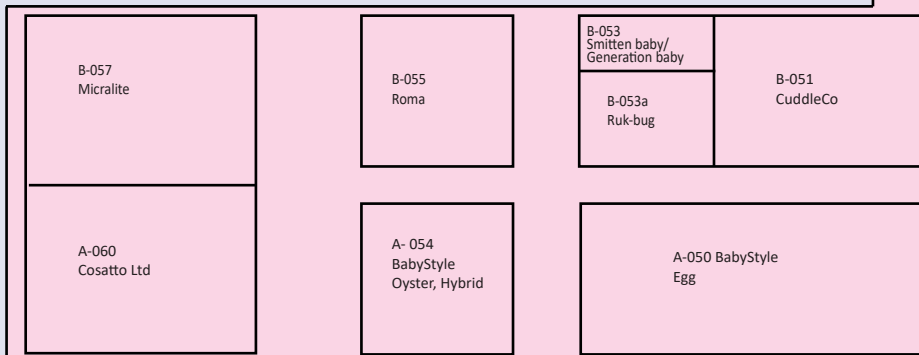 B-057
Micralite
B-055
Roma
B-053
Smitten baby/
Generation baby
B-053a
Ruk-bug
B-051
CuddleCo
A-060
Cosatto Ltd
A- 054
BabyStyle
Oyster, Hybrid
A-050 BabyStyle
Egg